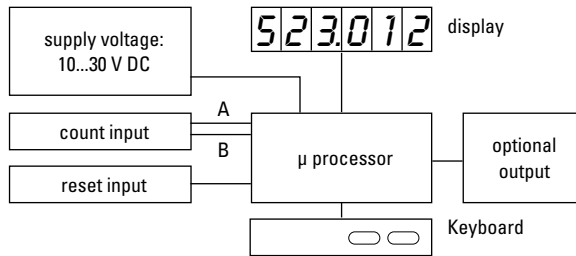 supply voltage:
10...30 V DC
523.012
display
A
count input
B
µ processor
optional
output
reset input
Keyboard